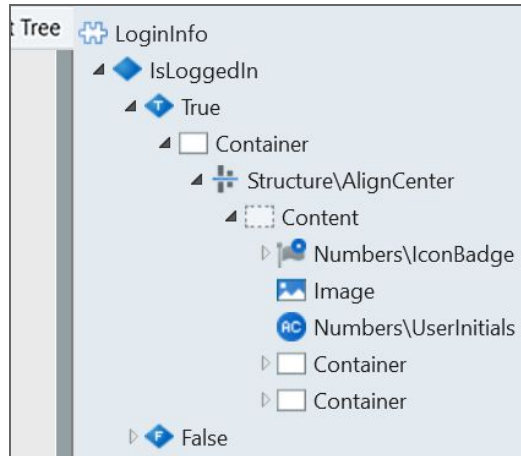 t Tree
LoginInfo
IsLoggedIn
T True
Container
Structure\AlignCenter
Content
Numbers\IconBadge
Image
AC Numbers\UserInitials
Container
Container
F False